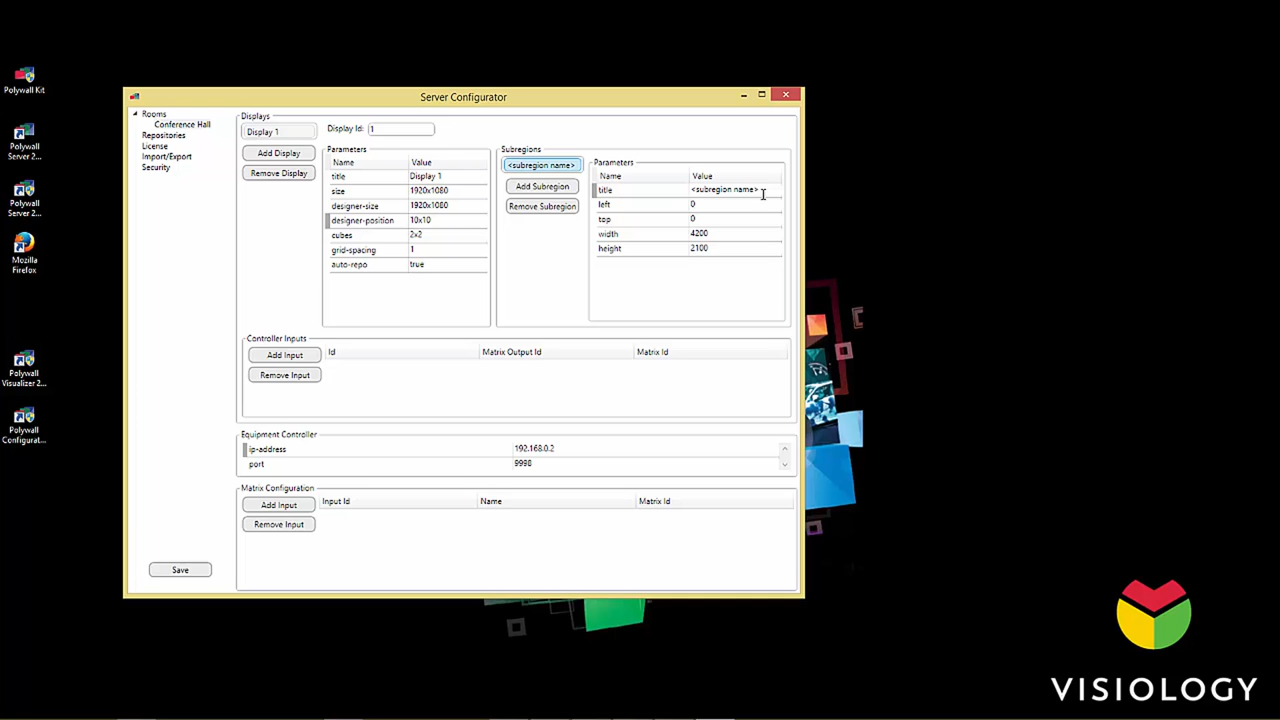 Polywall Kit
Polywall
Server 2...
Polywall
Server 2...
Mozilla
Firefox
Polywall
Visualizer 2...
Polywall
Configurat...
Server Configurator
Rooms
Conference Hall
Repositories
License
Import/Export
Security
Save
Displays
Display 1
Add Display
Remove Display
Display Id: 1
Parameters
Name Value
title Display 1
size 1920x1080
designer-size 1920x1080
designer-position 10x10
cubes 2x2
grid-spacing 1
auto-repo true
Subregions
<subregion name>
Add Subregion
Remove Subregion
Parameters
Name Value
title <subregion name>
left 0
top 0
width 4200
height 2100
Controller Inputs
Add Input
Remove Input
Id Matrix Output Id Matrix Id
Equipment Controller
ip-address 192.168.0.2
port 9998
Matrix Configuration
Add Input
Remove Input
Input Id Name Matrix Id
VISIOLOGY